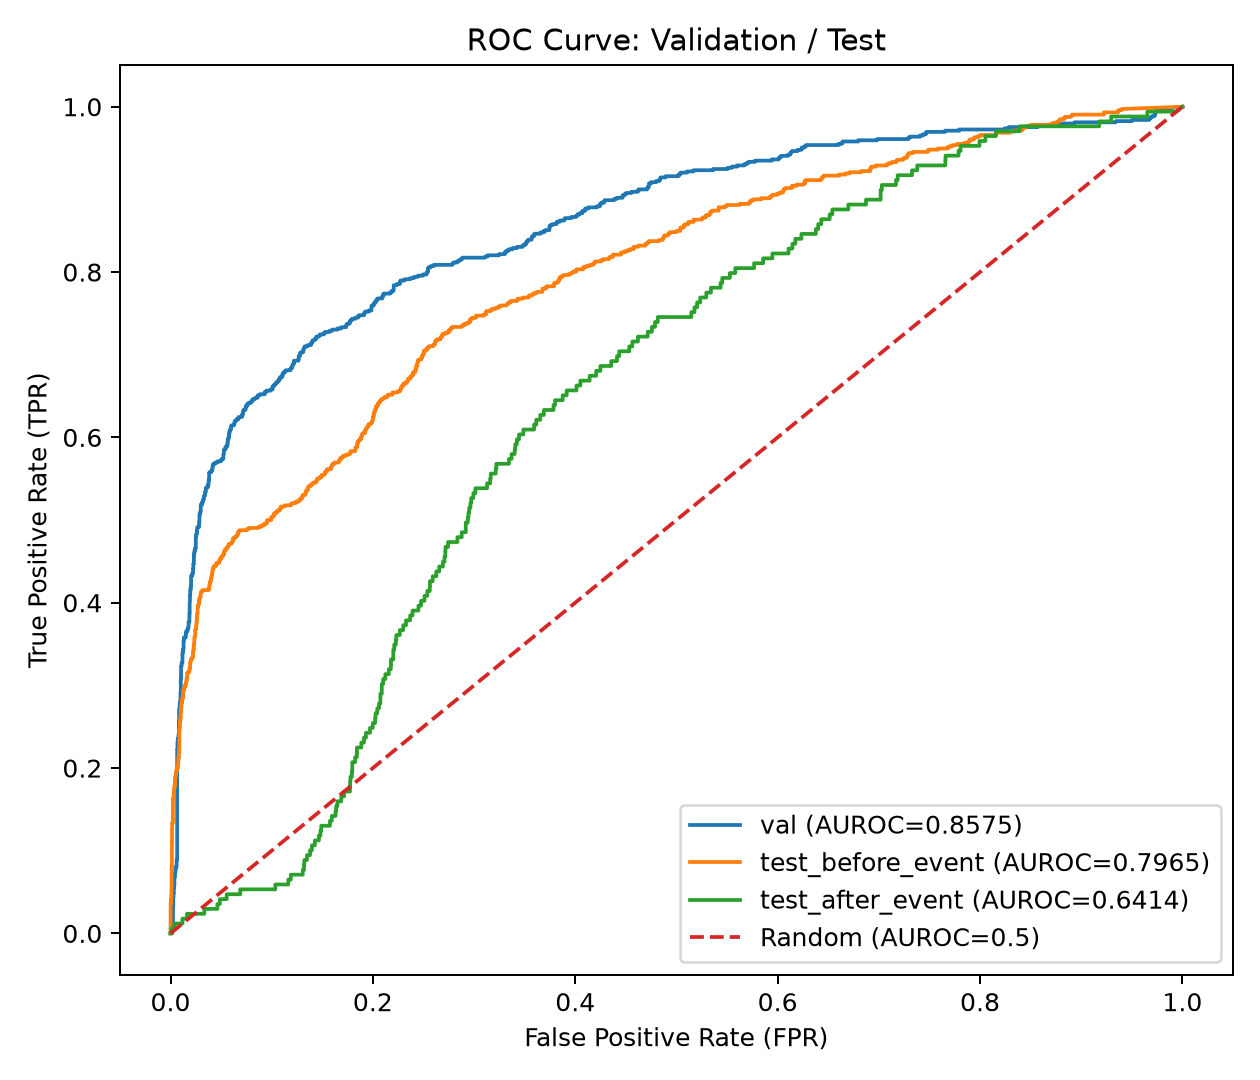 ROC Curve: Validation / Test
True Positive Rate (TPR)
1.0
0.8
0.6
0.4
0.2
0.0
val (AUROC=0.8575)
test_before_event (AUROC=0.7965)
test_after_event (AUROC=0.6414)
Random (AUROC=0.5)
0.0 0.2 0.4 0.6 0.8 1.0
False Positive Rate (FPR)